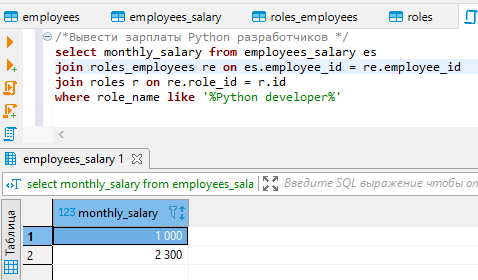 employees employees_salary roles_employees roles
/*Вывести зарплаты Python разработчиков */
select monthly_salary from employees_salary es
join roles_employees re on es.employee_id = re.employee_id
join roles r on re.role_id = r.id
where role_name like '%Python developer%'
employees_salary 1
select monthly_salary from employees_sala Введите SQL выражение чтобы от
Таблица
123 monthly_salary
1 1 000
2 2 300